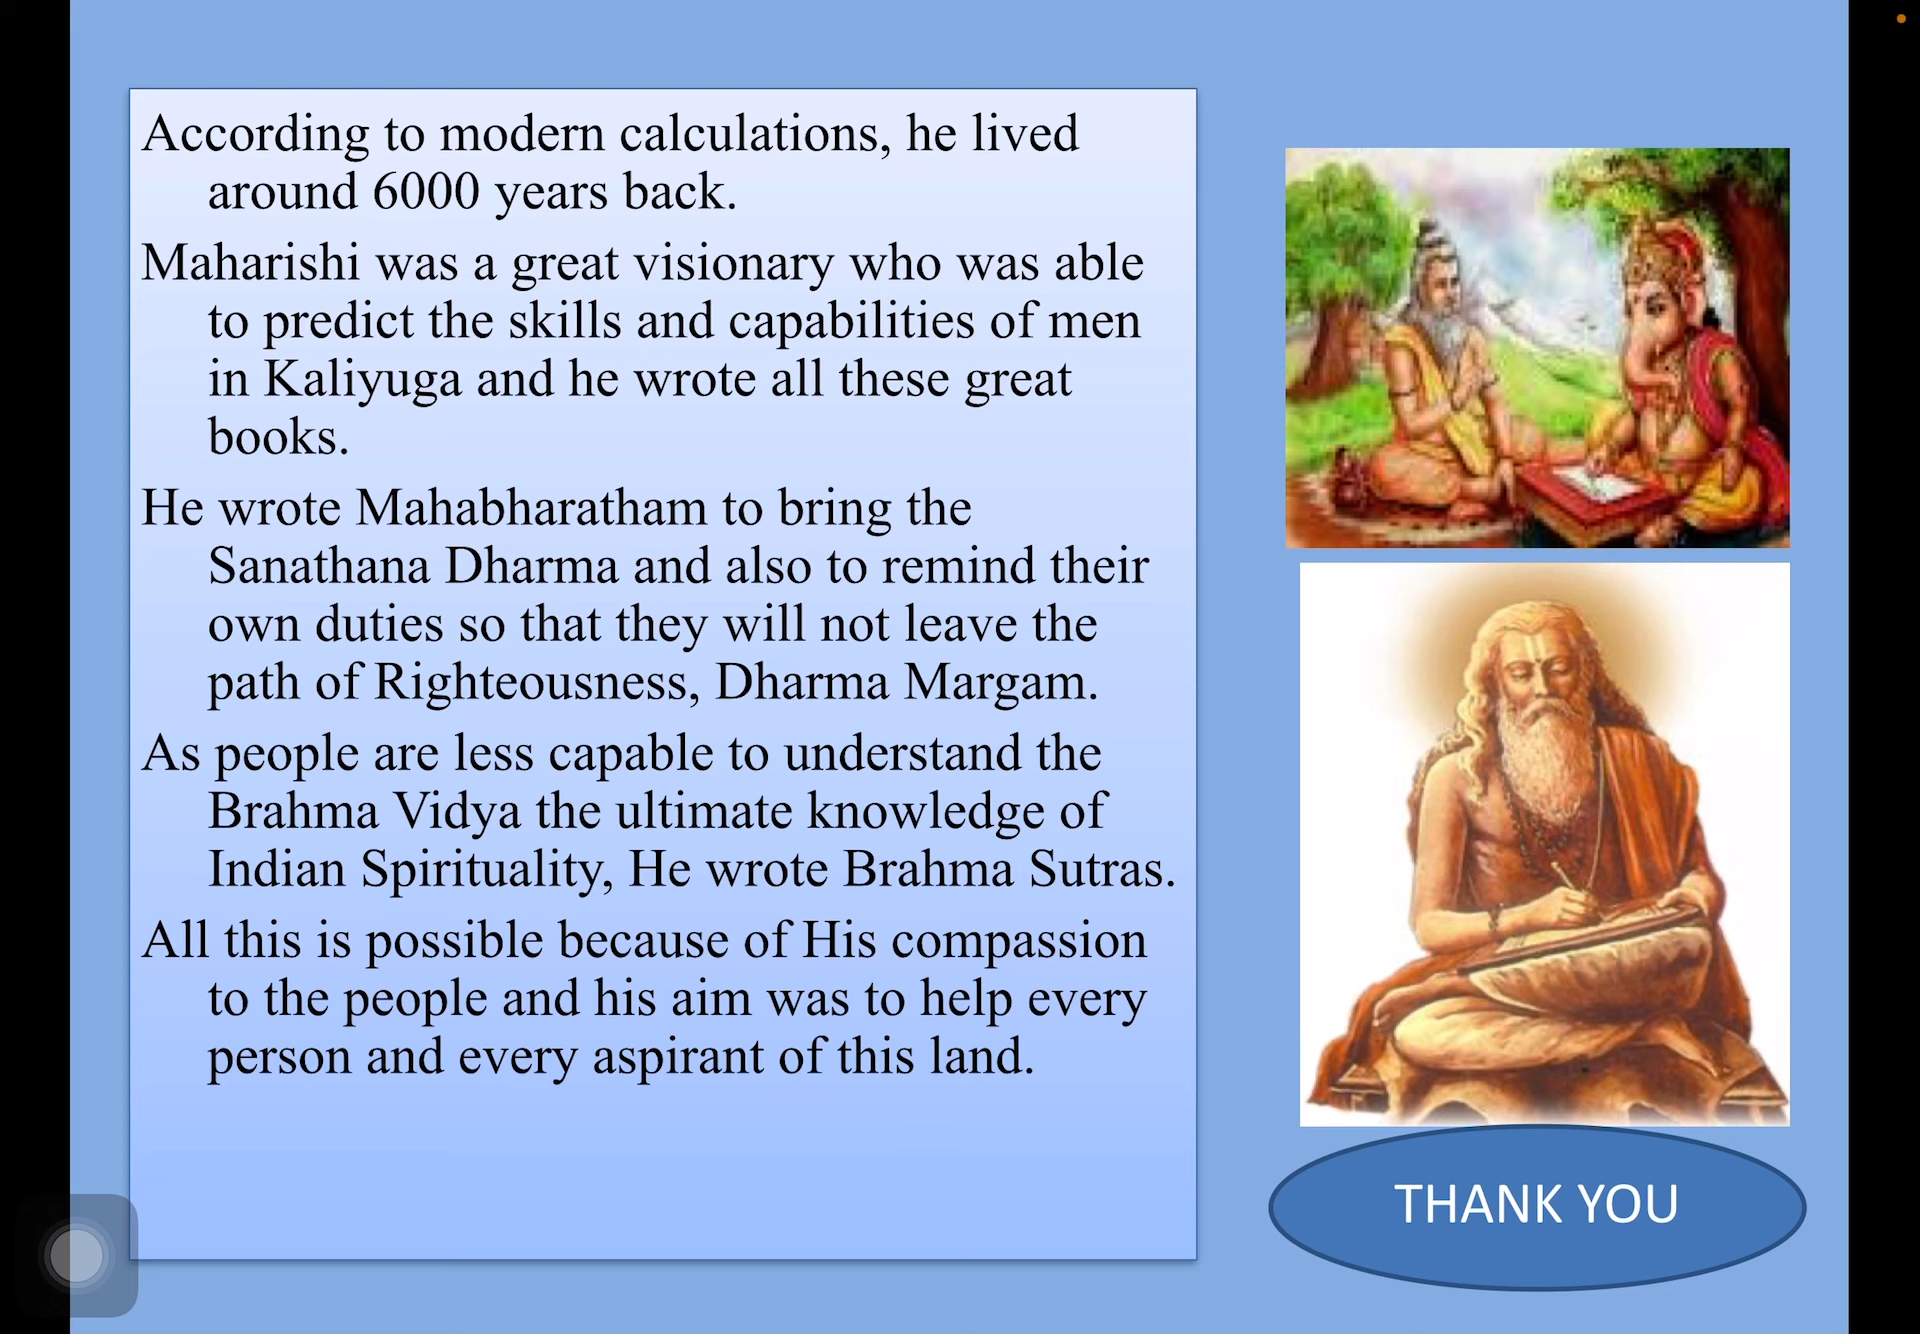 According to modern calculations, he lived
around 6000 years back.
Maharishi was a great visionary who was able
to predict the skills and capabilities of men
in Kaliyuga and he wrote all these great
books.
He wrote Mahabharatham to bring the
Sanathana Dharma and also to remind their
own duties so that they will not leave the
path of Righteousness, Dharma Margam.
As people are less capable to understand the
Brahma Vidya the ultimate knowledge of
Indian Spirituality, He wrote Brahma Sutras.
All this is possible because of His compassion
to the people and his aim was to help every
person and every aspirant of this land.
THANK YOU